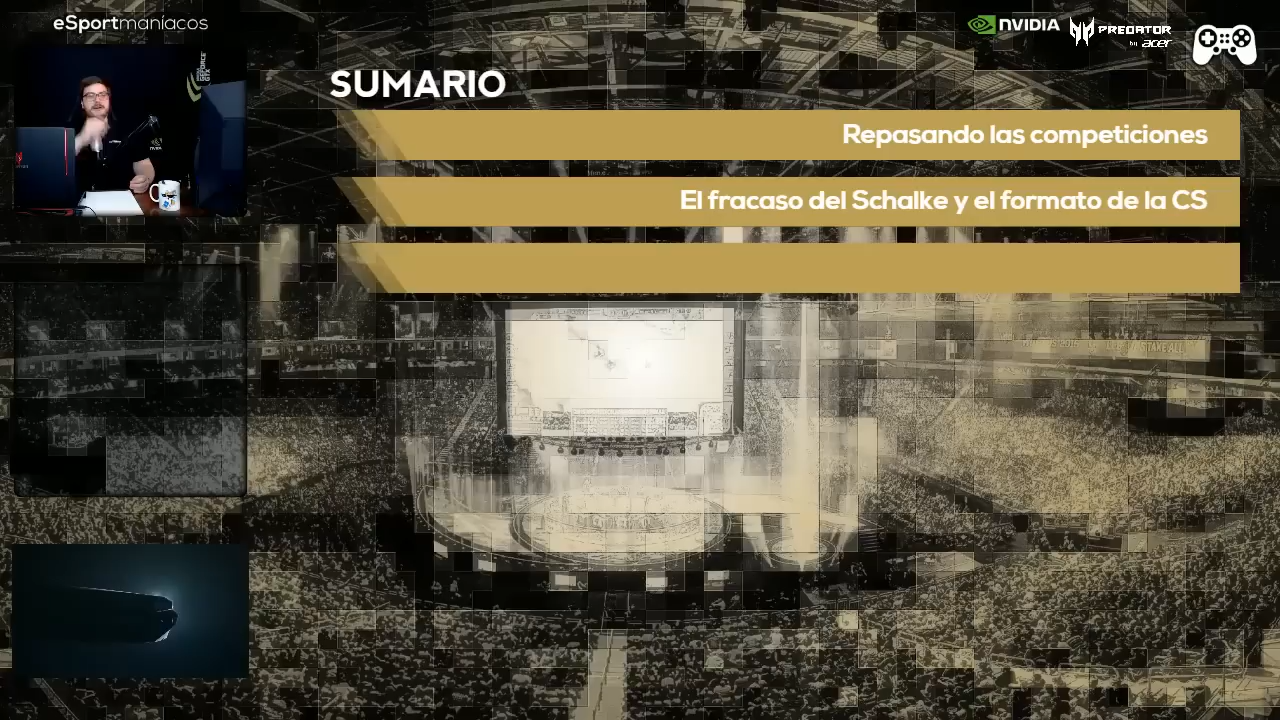 eSportmaníacos
NVIDIA
PREDATOR
by acer
SUMARIO
Repasando las competiciones
El fracaso del Schalke y el formato de la CS